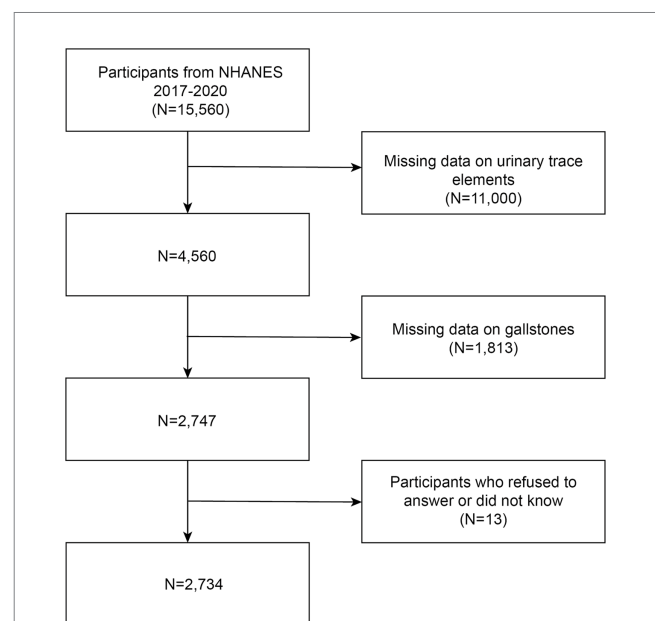 Participants from NHANES
2017-2020
(N=15,560)
Missing data on urinary trace
elements
(N=11,000)
N=4,560
Missing data on gallstones
(N=1,813)
N=2,747
Participants who refused to
answer or did not know
(N=13)
N=2,734